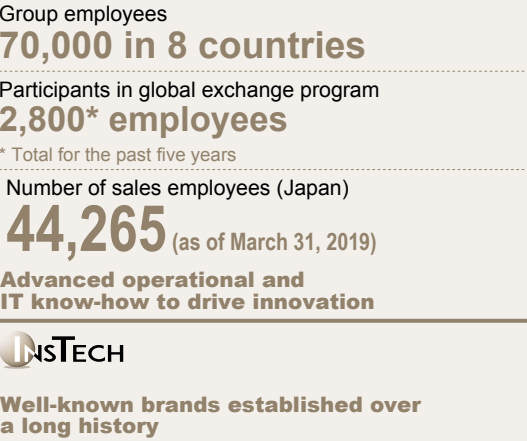 Group employees
70,000 in 8 countries
Participants in global exchange program
2,800* employees
* Total for the past five years
Number of sales employees (Japan)
44,265 (as of March 31, 2019)
Advanced operational and
IT know-how to drive innovation
INSTECH
Well-known brands established over
a long history